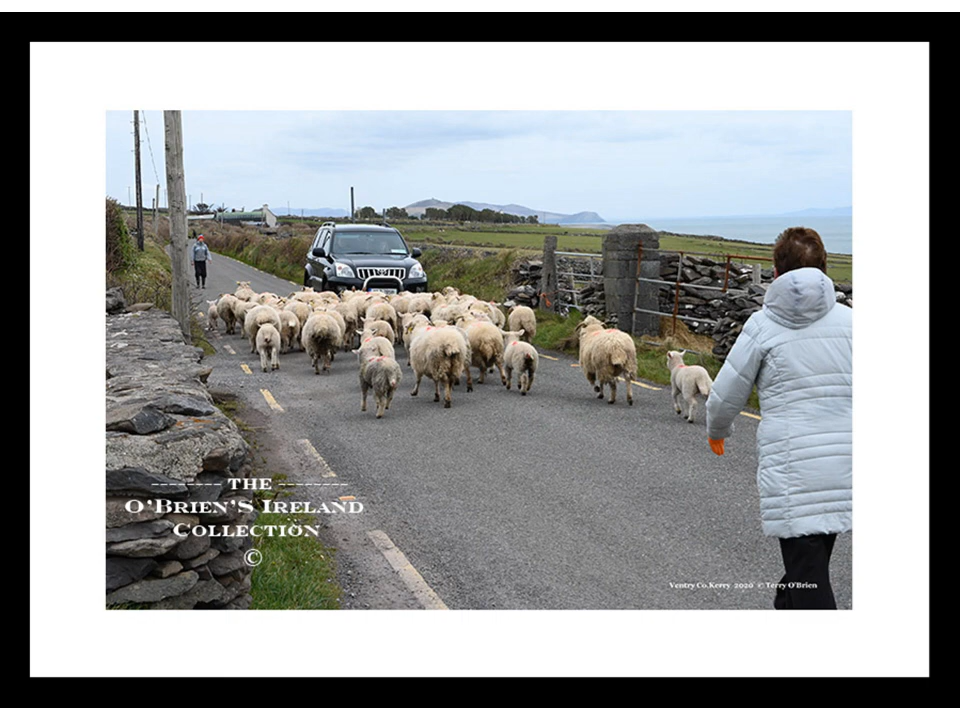 -------- THE --------
O'BRIEN'S IRELAND
COLLECTION
©
Ventry Co.Kerry 2020 © Terry O'Brien